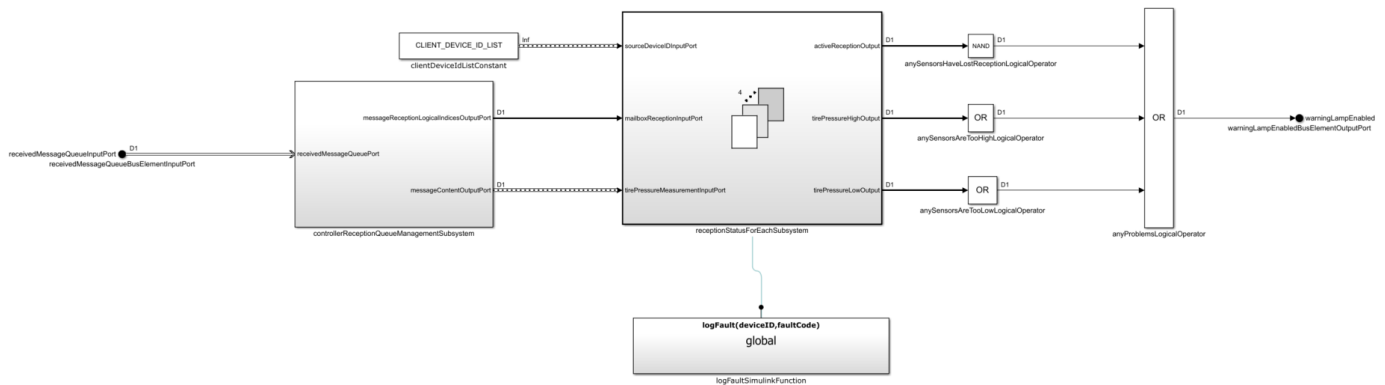 CLIENT_DEVICE_ID_LIST
Inf
clientDeviceIdListConstant
receivedMessageQueueInputPort
D1
receivedMessageQueueBusElementInputPort
receivedMessageQueuePort
messageReceptionLogicalIndicesOutputPort
D1
messageContentOutputPort
D1
controllerReceptionQueueManagementSubsystem
sourceDeviceIDInputPort
mailboxReceptionInputPort
tirePressureMeasurementInputPort
4
activeReceptionOutput
tirePressureHighOutput
tirePressureLowOutput
receptionStatusForEachSubsystem
D1
NAND
D1
anySensorsHaveLostReceptionLogicalOperator
D1
OR
D1
anySensorsAreTooHighLogicalOperator
D1
OR
D1
anySensorsAreTooLowLogicalOperator
OR
D1
anyProblemsLogicalOperator
warningLampEnabled
warningLampEnabledBusElementOutputPort
logFault(deviceID,faultCode)
global
logFaultSimulinkFunction